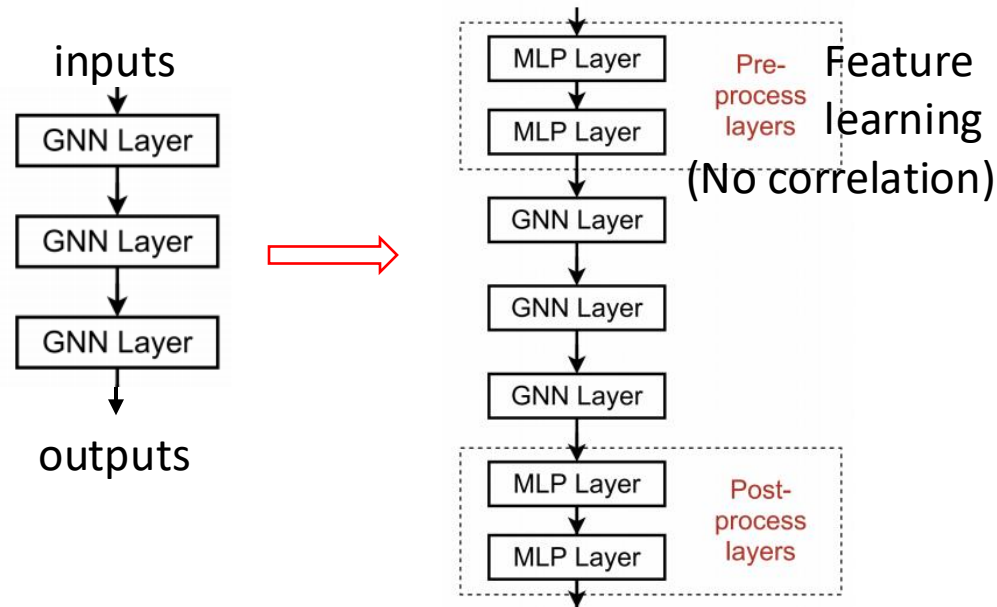 inputs
GNN Layer
GNN Layer
GNN Layer
outputs
MLP Layer
MLP Layer
Pre-
process
layers
Feature
learning
(No correlation)
GNN Layer
GNN Layer
GNN Layer
MLP Layer
MLP Layer
Post-
process
layers